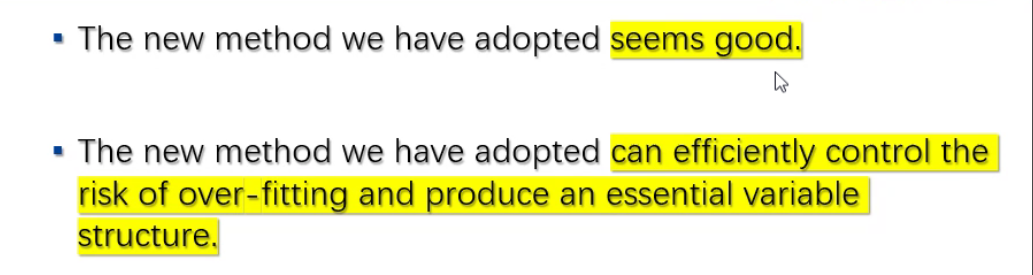 ▪ The new method we have adopted seems good.
▪ The new method we have adopted can efficiently control the
risk of over-fitting and produce an essential variable
structure.